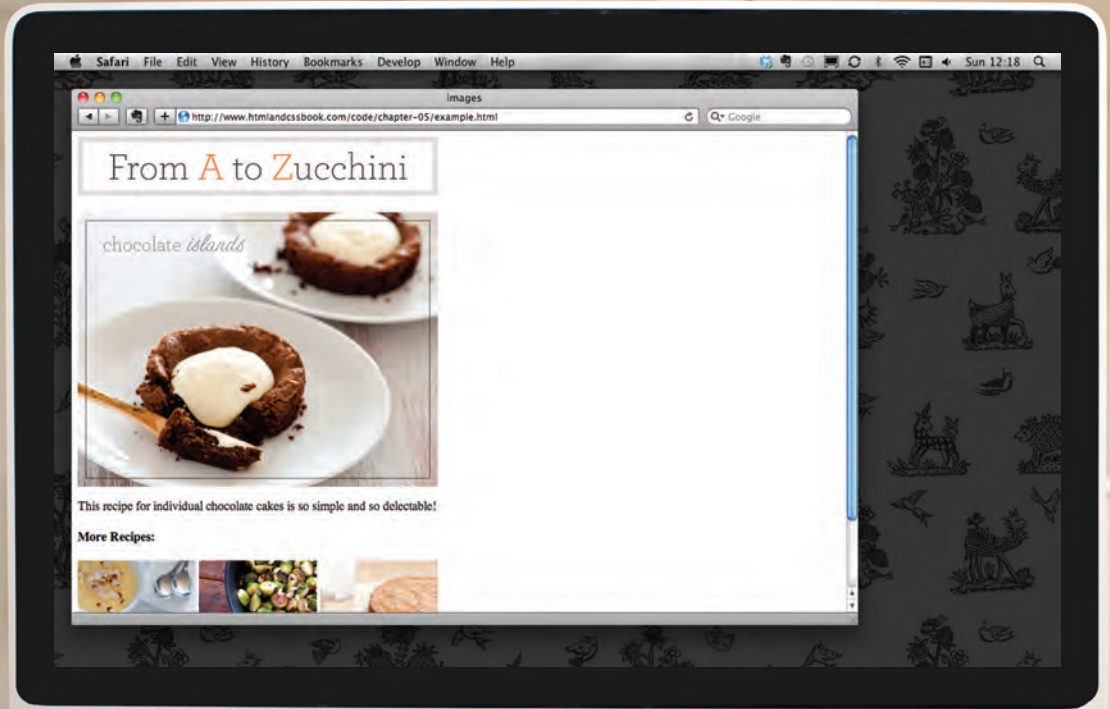 Safari File Edit View History Bookmarks Develop Window Help Sun 12:18
Images
http://www.htmlandcssbook.com/code/chapter-05/example.html
Google
From A to Zucchini
chocolate islands
This recipe for individual chocolate cakes is so simple and so delectable!
More Recipes: